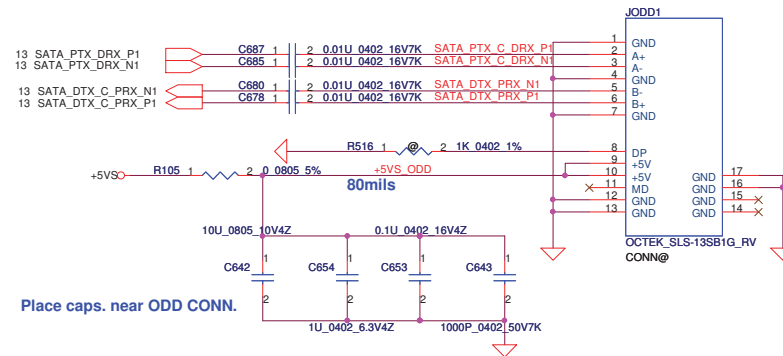 JODD1
13 SATA_PTX_DRX_P1 C687 1 2 0.01U_0402_16V7K SATA_PTX_C_DRX_P1
13 SATA_PTX_DRX_N1 C685 1 2 0.01U_0402_16V7K SATA_PTX_C_DRX_N1
13 SATA_DTX_C_PRX_N1 C680 1 2 0.01U_0402_16V7K SATA_DTX_PRX_N1
13 SATA_DTX_C_PRX_P1 C678 1 2 0.01U_0402_16V7K SATA_DTX_PRX_P1
1 GND
2 A+
3 A-
4 GND
5 B-
6 B+
7 GND
R516 1 @ 2 1K_0402_1% 8 DP
9 +5V
+5VS R105 1 2 0_0805_5% +5VS_ODD 10 +5V GND 17
80mils 11 MD GND 16
12 GND GND 15
13 GND GND 14
OCTEK_SLS-13SB1G_RV
CONN@
10U_0805_10V4Z 0.1U_0402_16V4Z
1 1 1 1
C642 C654 C653 C643
2 2 2 2
Place caps. near ODD CONN.
1U_0402_6.3V4Z 1000P_0402_50V7K